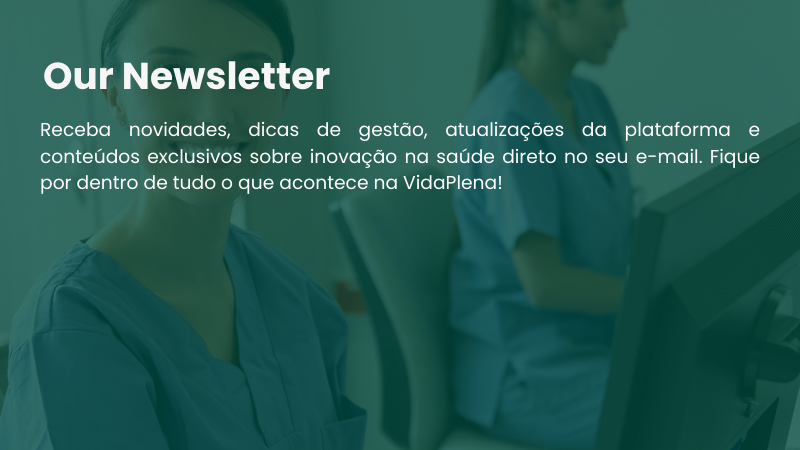 Our Newsletter
Receba novidades, dicas de gestão, atualizações da plataforma e
conteúdos exclusivos sobre inovação na saúde direto no seu e-mail. Fique
por dentro de tudo o que acontece na VidaPlena!